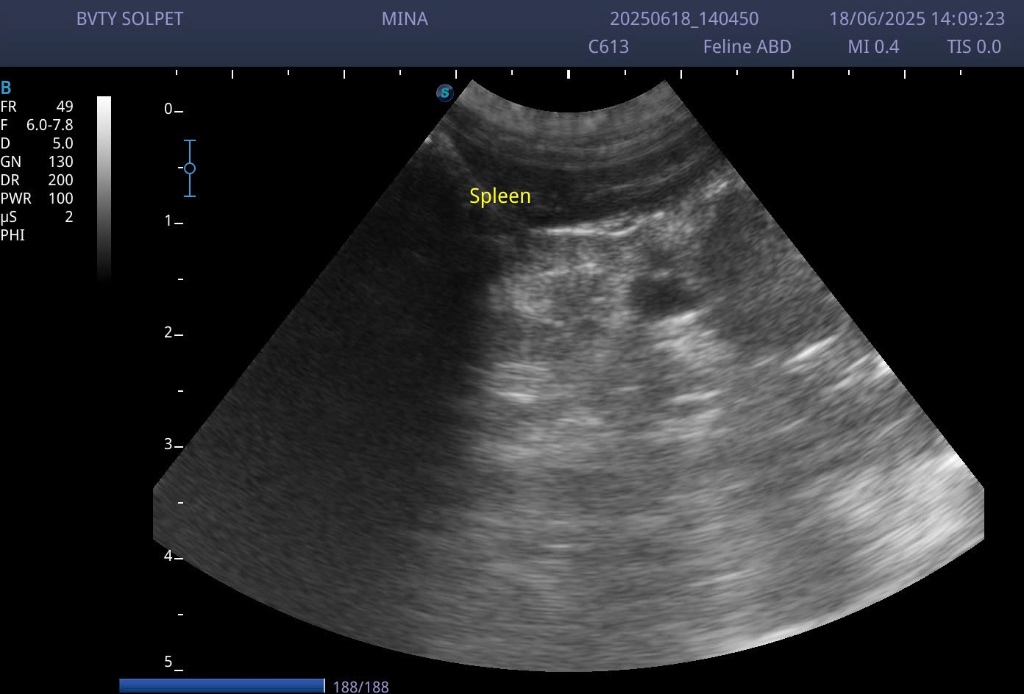 BVTY SOLPET MINA 20250618_140450 18/06/2025 14:09:23
C613 Feline ABD MI 0.4 TIS 0.0
B
FR 49
F 6.0-7.8
D 5.0
GN 130
DR 200
PWR 100
µS 2
PHI
S
0
Spleen
1
2
3
4
5
188/188